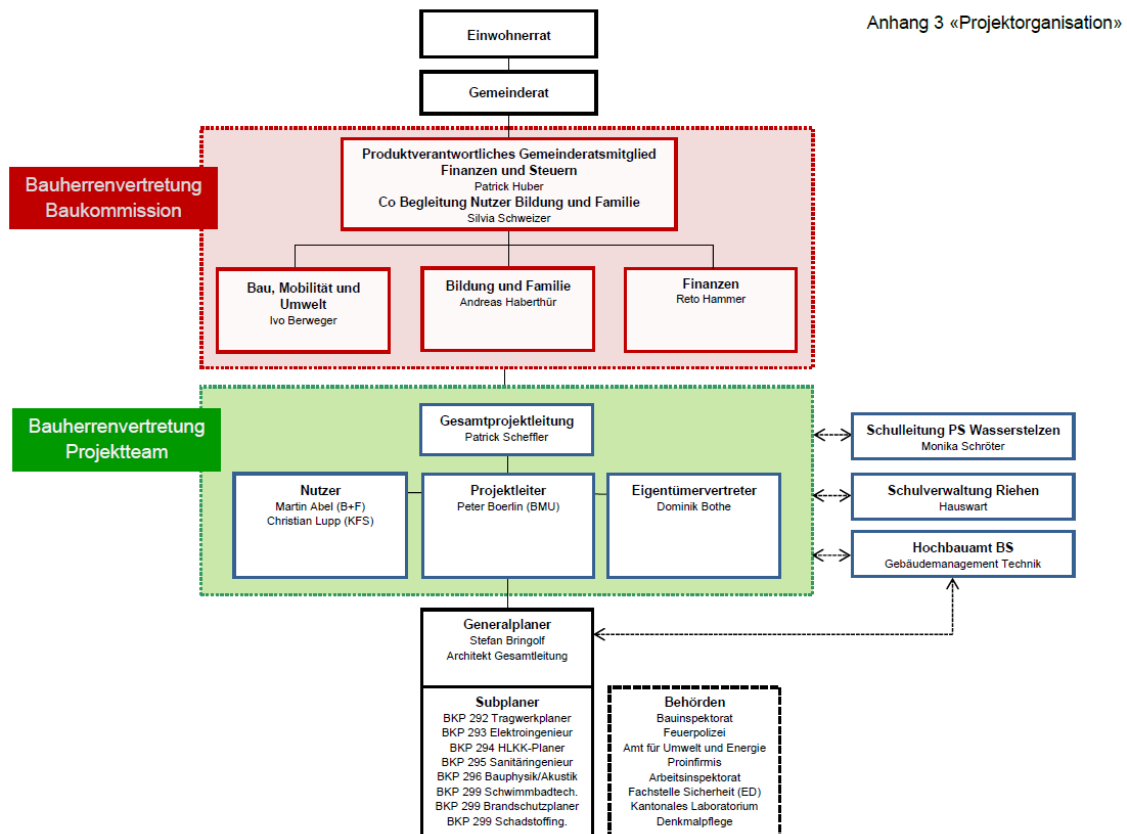 Anhang 3 «Projektorganisation»
Einwohnerrat
Gemeinderat
Bauherrenvertretung
Baukommission
Produktverantwortliches Gemeinderatsmitglied
Finanzen und Steuern
Patrick Huber
Co Begleitung Nutzer Bildung und Familie
Silvia Schweizer
Bau, Mobilität und
Umwelt
Ivo Berweger
Bildung und Familie
Andreas Haberthür
Finanzen
Reto Hammer
Bauherrenvertretung
Projektteam
Gesamtprojektleitung
Patrick Scheffler
Nutzer
Martin Abel (B+F)
Christian Lupp (KFS)
Projektleiter
Peter Boerlin (BMU)
Eigentümervertreter
Dominik Bothe
Schulleitung PS Wasserstelzen
Monika Schröter
Schulverwaltung Riehen
Hauswart
Hochbauamt BS
Gebäudemanagement Technik
Generalplaner
Stefan Bringolf
Architekt Gesamtleitung
Subplaner
BKP 292 Tragwerkplaner
BKP 293 Elektroingenieur
BKP 294 HLKK-Planer
BKP 295 Sanitäringenieur
BKP 296 Bauphysik/Akustik
BKP 299 Schwimmbadtech.
BKP 299 Brandschutzplaner
BKP 299 Schadstoffing.
Behörden
Bauinspektorat
Feuerpolizei
Amt für Umwelt und Energie
Proinfirmis
Arbeitsinspektorat
Fachstelle Sicherheit (ED)
Kantonales Laboratorium
Denkmalpflege